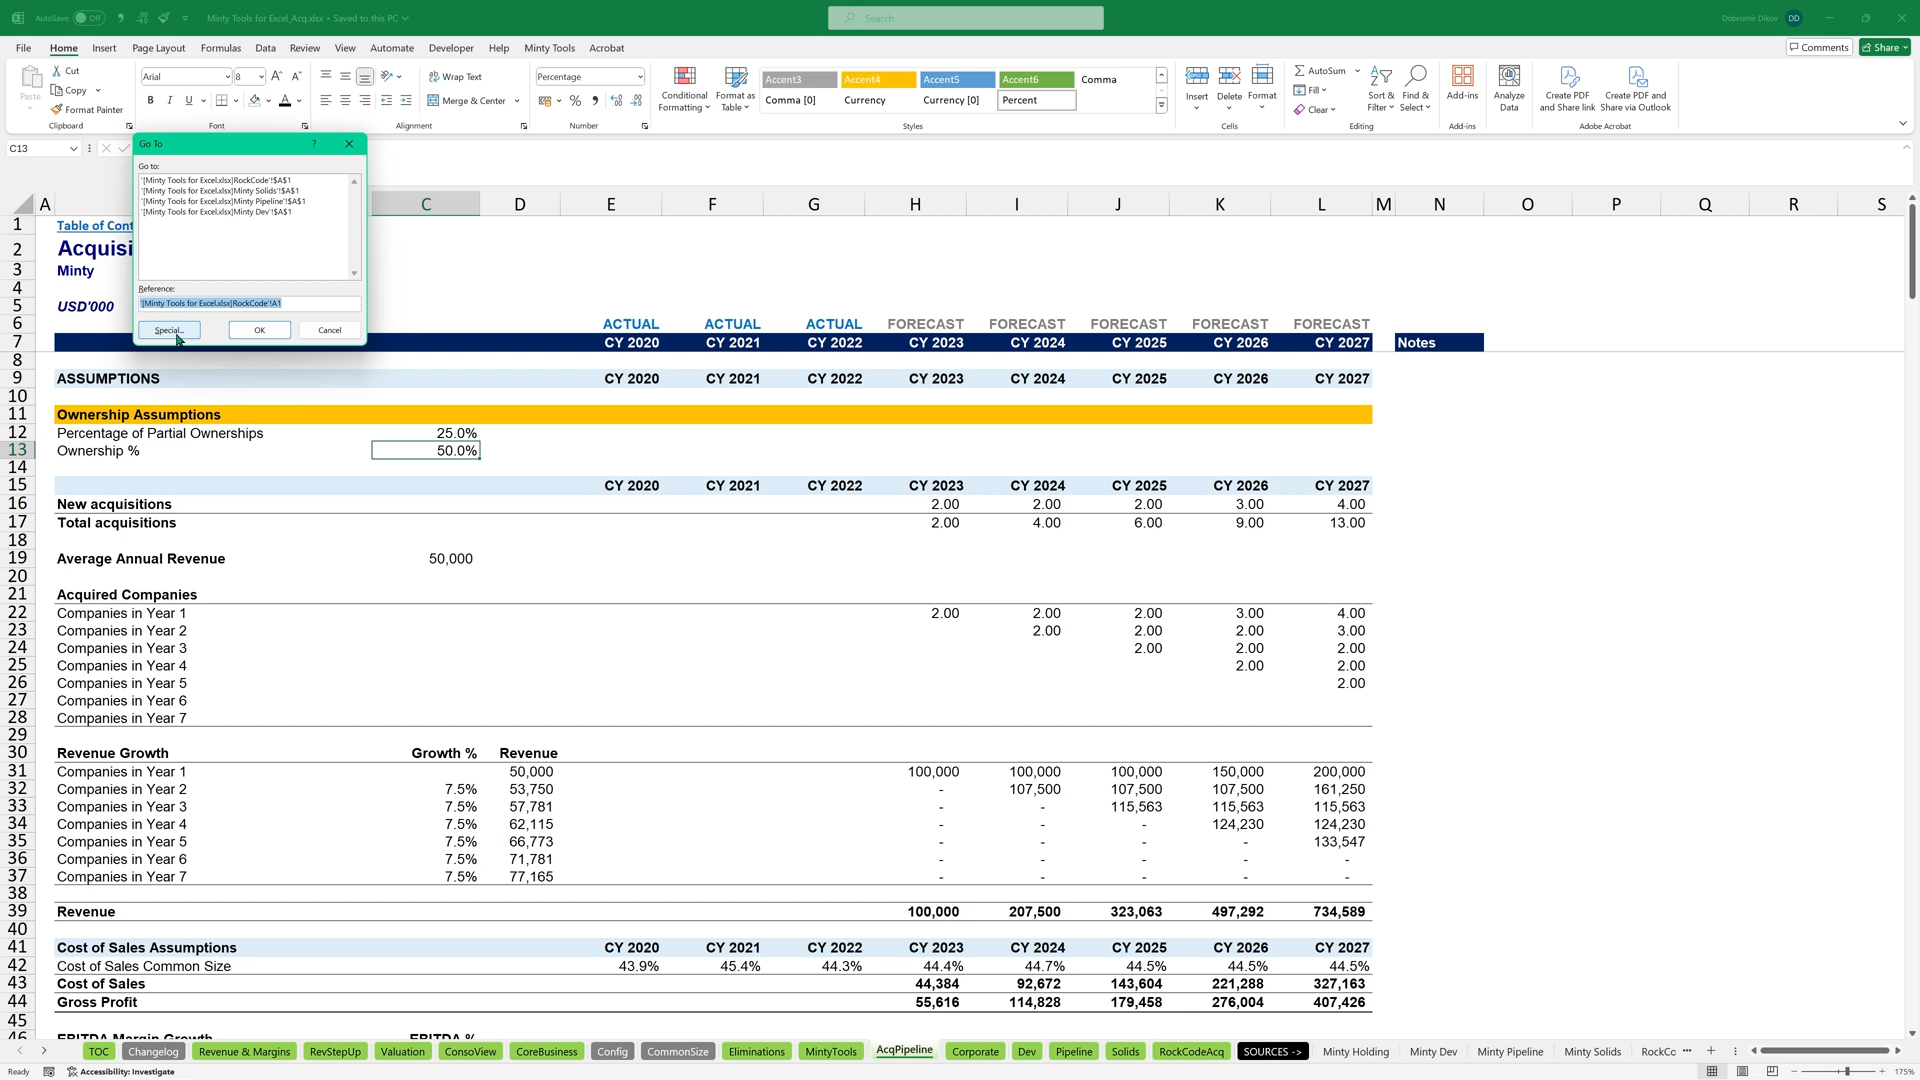 AutoSave Off
Minty Tools for Excel_Acq.xlsx • Saved to this PC
Search
Dobromir Dikov DD
File Home Insert Page Layout Formulas Data Review View Automate Developer Help Minty Tools Acrobat
Comments Share
Paste
Cut
Copy
Format Painter
Clipboard
Arial 8
B I U
Font
Wrap Text
Merge & Center
Alignment
Percentage
Number
Conditional Formatting
Format as Table
Accent3 Accent4 Accent5 Accent6 Comma
Comma [0] Currency Currency [0] Percent
Styles
Insert Delete Format
Cells
AutoSum
Fill
Clear
Sort & Filter
Find & Select
Editing
Add-ins
Add-ins
Analyze Data
Create PDF and Share link
Create PDF and Share via Outlook
Adobe Acrobat
C13
Go To ?
Go to:
'[Minty Tools for Excel.xlsx]RockCode'!$A$1
'[Minty Tools for Excel.xlsx]Minty Solids'!$A$1
'[Minty Tools for Excel.xlsx]Minty Pipeline'!$A$1
'[Minty Tools for Excel.xlsx]Minty Dev'!$A$1
Reference:
'[Minty Tools for Excel.xlsx]RockCode'!A1
Special... OK Cancel
A C D E F G H I J K L M N O P Q R S
1 Table of Cont
2 Acquisi
3 Minty
4
5 USD'000
6 ACTUAL ACTUAL ACTUAL FORECAST FORECAST FORECAST FORECAST FORECAST
7 CY 2020 CY 2021 CY 2022 CY 2023 CY 2024 CY 2025 CY 2026 CY 2027 Notes
8
9 ASSUMPTIONS CY 2020 CY 2021 CY 2022 CY 2023 CY 2024 CY 2025 CY 2026 CY 2027
10
11 Ownership Assumptions
12 Percentage of Partial Ownerships 25.0%
13 Ownership % 50.0%
14
15 CY 2020 CY 2021 CY 2022 CY 2023 CY 2024 CY 2025 CY 2026 CY 2027
16 New acquisitions 2.00 2.00 2.00 3.00 4.00
17 Total acquisitions 2.00 4.00 6.00 9.00 13.00
18
19 Average Annual Revenue 50,000
20
21 Acquired Companies
22 Companies in Year 1 2.00 2.00 2.00 3.00 4.00
23 Companies in Year 2 2.00 2.00 2.00 3.00
24 Companies in Year 3 2.00 2.00 2.00
25 Companies in Year 4 2.00 2.00
26 Companies in Year 5 2.00
27 Companies in Year 6
28 Companies in Year 7
29
30 Revenue Growth Growth % Revenue
31 Companies in Year 1 50,000 100,000 100,000 100,000 150,000 200,000
32 Companies in Year 2 7.5% 53,750 - 107,500 107,500 107,500 161,250
33 Companies in Year 3 7.5% 57,781 - - 115,563 115,563 115,563
34 Companies in Year 4 7.5% 62,115 - - - 124,230 124,230
35 Companies in Year 5 7.5% 66,773 - - - - 133,547
36 Companies in Year 6 7.5% 71,781 - - - - -
37 Companies in Year 7 7.5% 77,165 - - - - -
38
39 Revenue 100,000 207,500 323,063 497,292 734,589
40
41 Cost of Sales Assumptions CY 2020 CY 2021 CY 2022 CY 2023 CY 2024 CY 2025 CY 2026 CY 2027
42 Cost of Sales Common Size 43.9% 45.4% 44.3% 44.4% 44.7% 44.5% 44.5% 44.5%
43 Cost of Sales 44,384 92,672 143,604 221,288 327,163
44 Gross Profit 55,616 114,828 179,458 276,004 407,426
45
46 EBITDA Margin Growth EBITDA %
TOC Changelog Revenue & Margins RevStepUp Valuation ConsoView CoreBusiness Config CommonSize Eliminations MintyTools AcqPipeline Corporate Dev Pipeline Solids RockCodeAcq SOURCES -> Minty Holding Minty Dev Minty Pipeline Minty Solids RockCo ...
Ready Accessibility: Investigate 175%